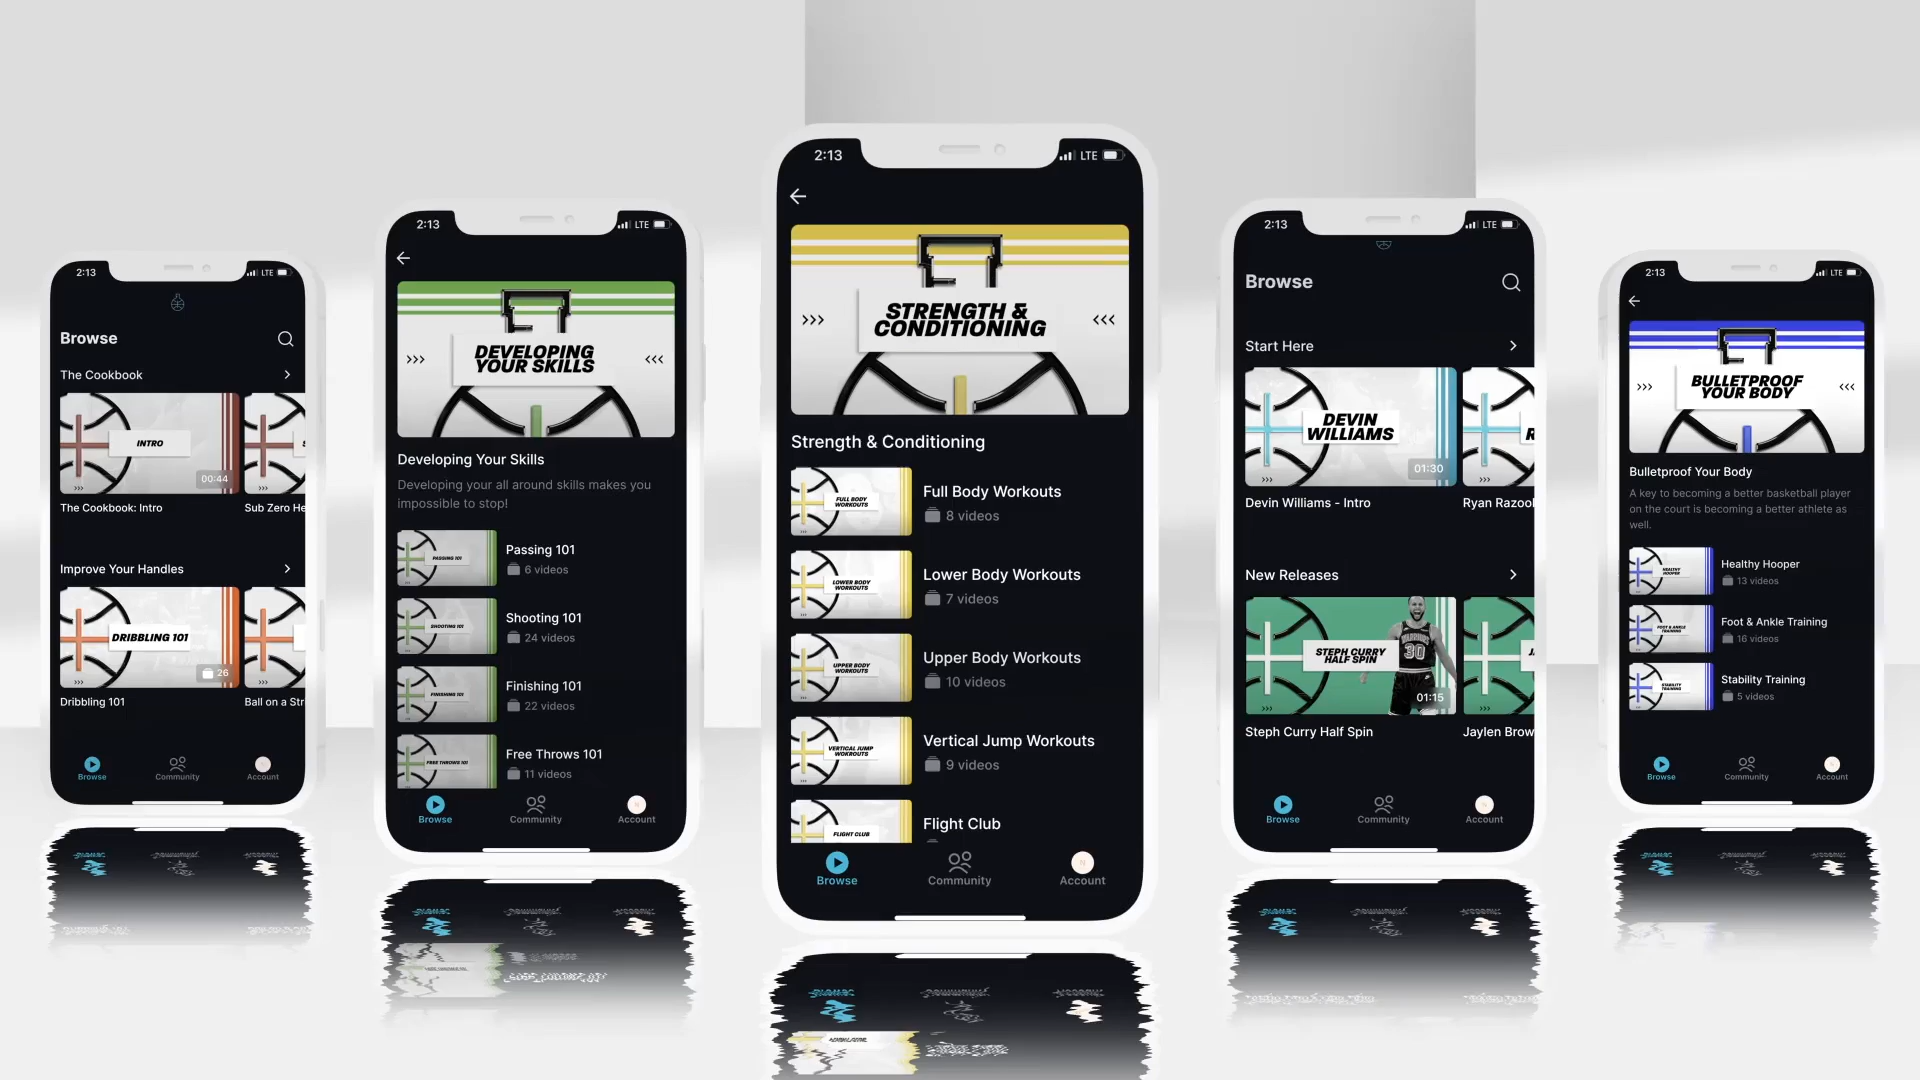 2:13
LTE
Browse
The Cookbook
INTRO
00:44
The Cookbook: Intro
Sub Zero He
Improve Your Handles
DRIBBLING 101
26
Dribbling 101
Ball on a Str
Browse
Community
Account
2:13
LTE
DEVELOPING
YOUR SKILLS
Developing Your Skills
Developing your all around skills makes you
impossible to stop!
PASSING 101
Passing 101
6 videos
SHOOTING 101
Shooting 101
24 videos
FINISHING 101
Finishing 101
22 videos
FREE THROWS 101
Free Throws 101
11 videos
Browse
Community
Account
2:13
LTE
STRENGTH &
CONDITIONING
Strength & Conditioning
FULL BODY
WORKOUTS
Full Body Workouts
8 videos
LOWER BODY
WORKOUTS
Lower Body Workouts
7 videos
UPPER BODY
WORKOUTS
Upper Body Workouts
10 videos
VERTICAL JUMP
WORKOUTS
Vertical Jump Workouts
9 videos
FLIGHT CLUB
Flight Club
Browse
Community
N
Account
2:13
LTE
Browse
Start Here
DEVIN
WILLIAMS
01:30
Devin Williams - Intro
Ryan Razool
New Releases
STEPH CURRY
HALF SPIN
WARRIORS
30
01:15
Steph Curry Half Spin
Jaylen Brow
Browse
Community
Account
2:13
LTE
BULLETPROOF
YOUR BODY
Bulletproof Your Body
A key to becoming a better basketball player
on the court is becoming a better athlete as
well.
HEALTHY
HOOPER
Healthy Hooper
13 videos
FOOT & ANKLE
TRAINING
Foot & Ankle Training
16 videos
STABILITY
TRAINING
Stability Training
5 videos
Browse
Community
Account